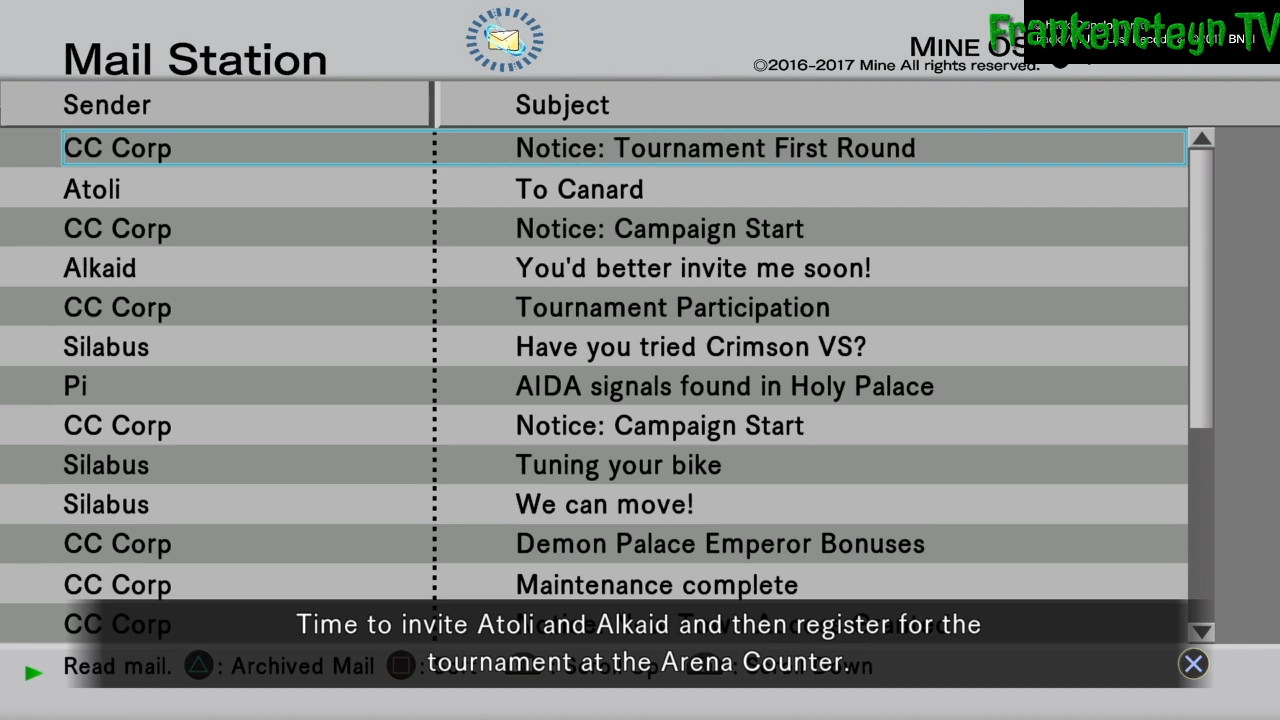 Mail Station
MINE OS
©2016-2017 Mine All rights reserved.
Frankencteyn TV
Sender Subject
CC Corp Notice: Tournament First Round
Atoli To Canard
CC Corp Notice: Campaign Start
Alkaid You'd better invite me soon!
CC Corp Tournament Participation
Silabus Have you tried Crimson VS?
Pi AIDA signals found in Holy Palace
CC Corp Notice: Campaign Start
Silabus Tuning your bike
Silabus We can move!
CC Corp Demon Palace Emperor Bonuses
CC Corp Maintenance complete
CC Corp
Time to invite Atoli and Alkaid and then register for the
tournament at the Arena Counter.
Read mail. : Archived Mail Down